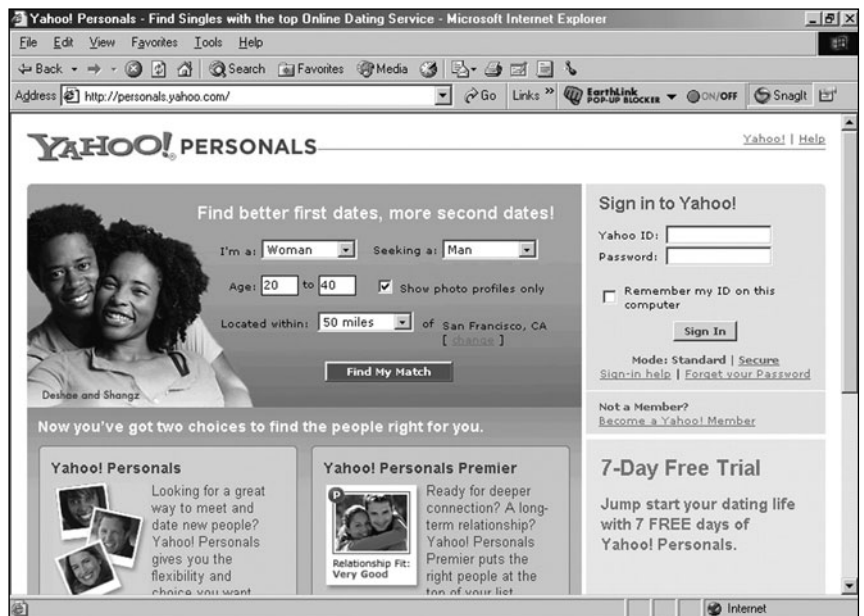 Yahoo! Personals - Find Singles with the top Online Dating Service - Microsoft Internet Explorer
File Edit View Favorites Tools Help
Back Search Favorites Media
Address http://personals.yahoo.com/ Go Links » EarthLink POP-UP BLOCKER ON/OFF SnagIt
YAHOO! PERSONALS
Yahoo! | Help
Find better first dates, more second dates!
I'm a: Woman Seeking a: Man
Age: 20 to 40 Show photo profiles only
Located within: 50 miles of San Francisco, CA
[ change ]
Find My Match
Deshae and Shangz
Now you've got two choices to find the people right for you.
Yahoo! Personals
Looking for a great
way to meet and
date new people?
Yahoo! Personals
gives you the
flexibility and
choice you want
Yahoo! Personals Premier
P
Relationship Fit:
Very Good
Ready for deeper
connection? A long-
term relationship?
Yahoo! Personals
Premier puts the
right people at the
top of your list
Sign in to Yahoo!
Yahoo ID:
Password:
Remember my ID on this
computer
Sign In
Mode: Standard | Secure
Sign-in help | Forget your Password
Not a Member?
Become a Yahoo! Member
7-Day Free Trial
Jump start your dating life
with 7 FREE days of
Yahoo! Personals.
Internet